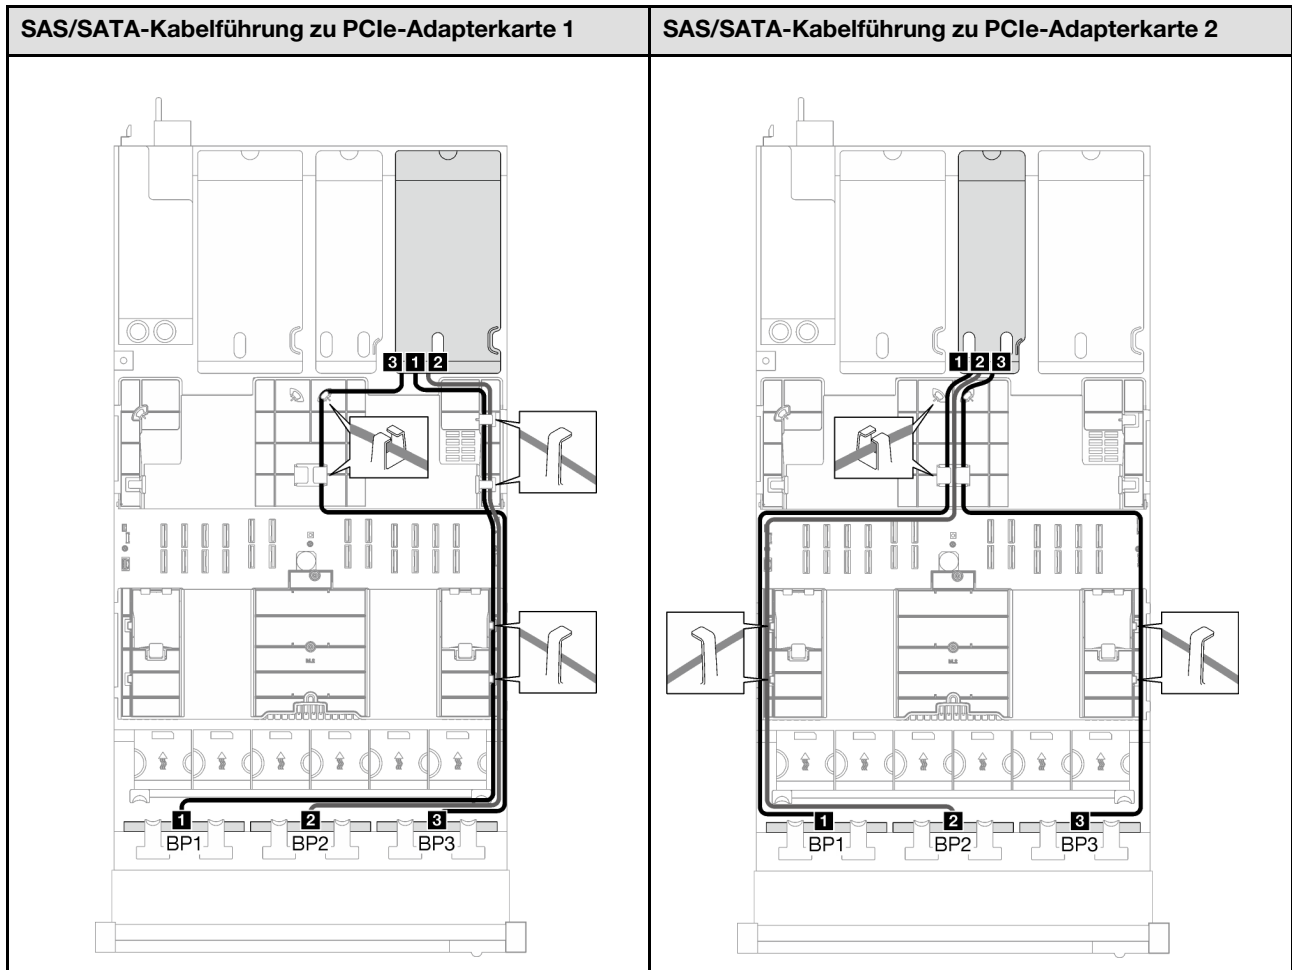 SAS/SATA-Kabelführung zu PCIe-Adapterkarte 1
SAS/SATA-Kabelführung zu PCIe-Adapterkarte 2
3 1 2
1 2 3
1 2 3
BP1 BP2 BP3
1 2 3
BP1 BP2 BP3